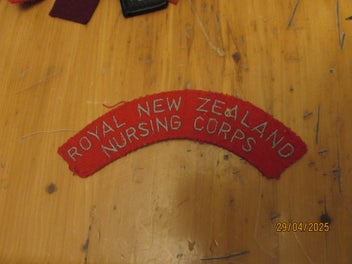 ROYAL NEW ZEALAND
NURSING CORPS
29/04/2025